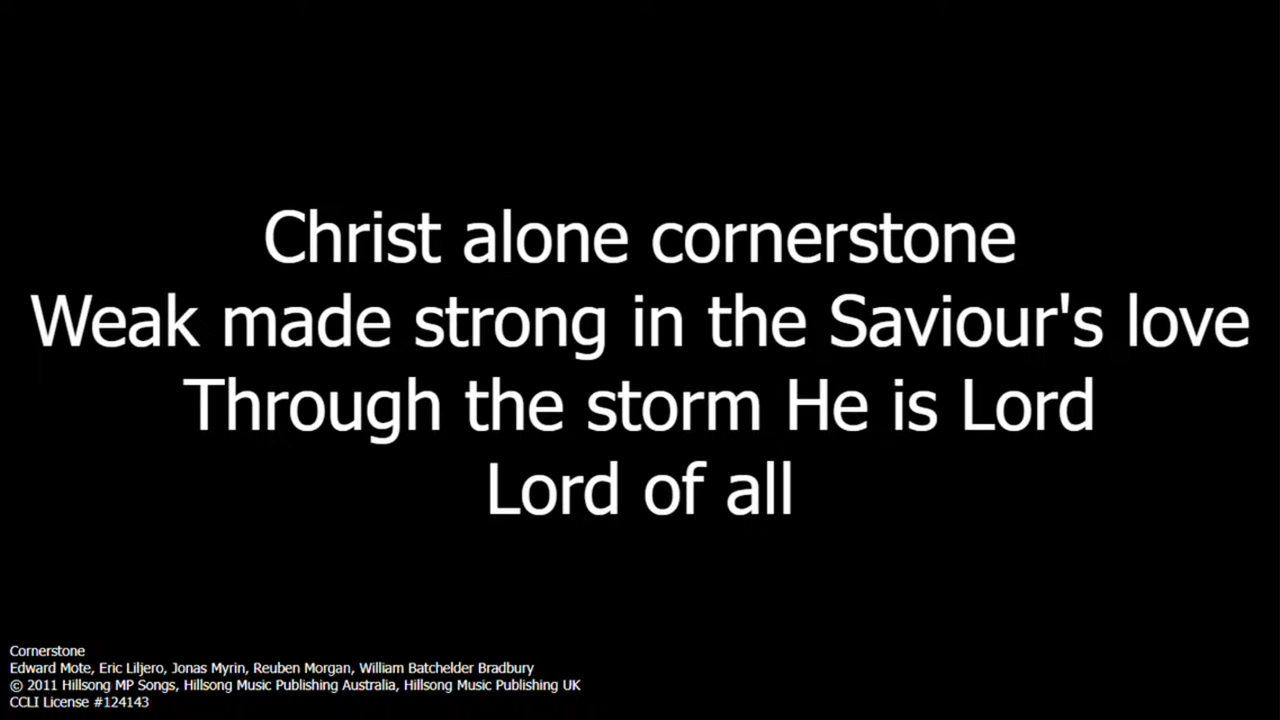 Christ alone cornerstone
Weak made strong in the Saviour's love
Through the storm He is Lord
Lord of all
Cornerstone
Edward Mote, Eric Liljero, Jonas Myrin, Reuben Morgan, William Batchelder Bradbury
© 2011 Hillsong MP Songs, Hillsong Music Publishing Australia, Hillsong Music Publishing UK
CCLI License #124143